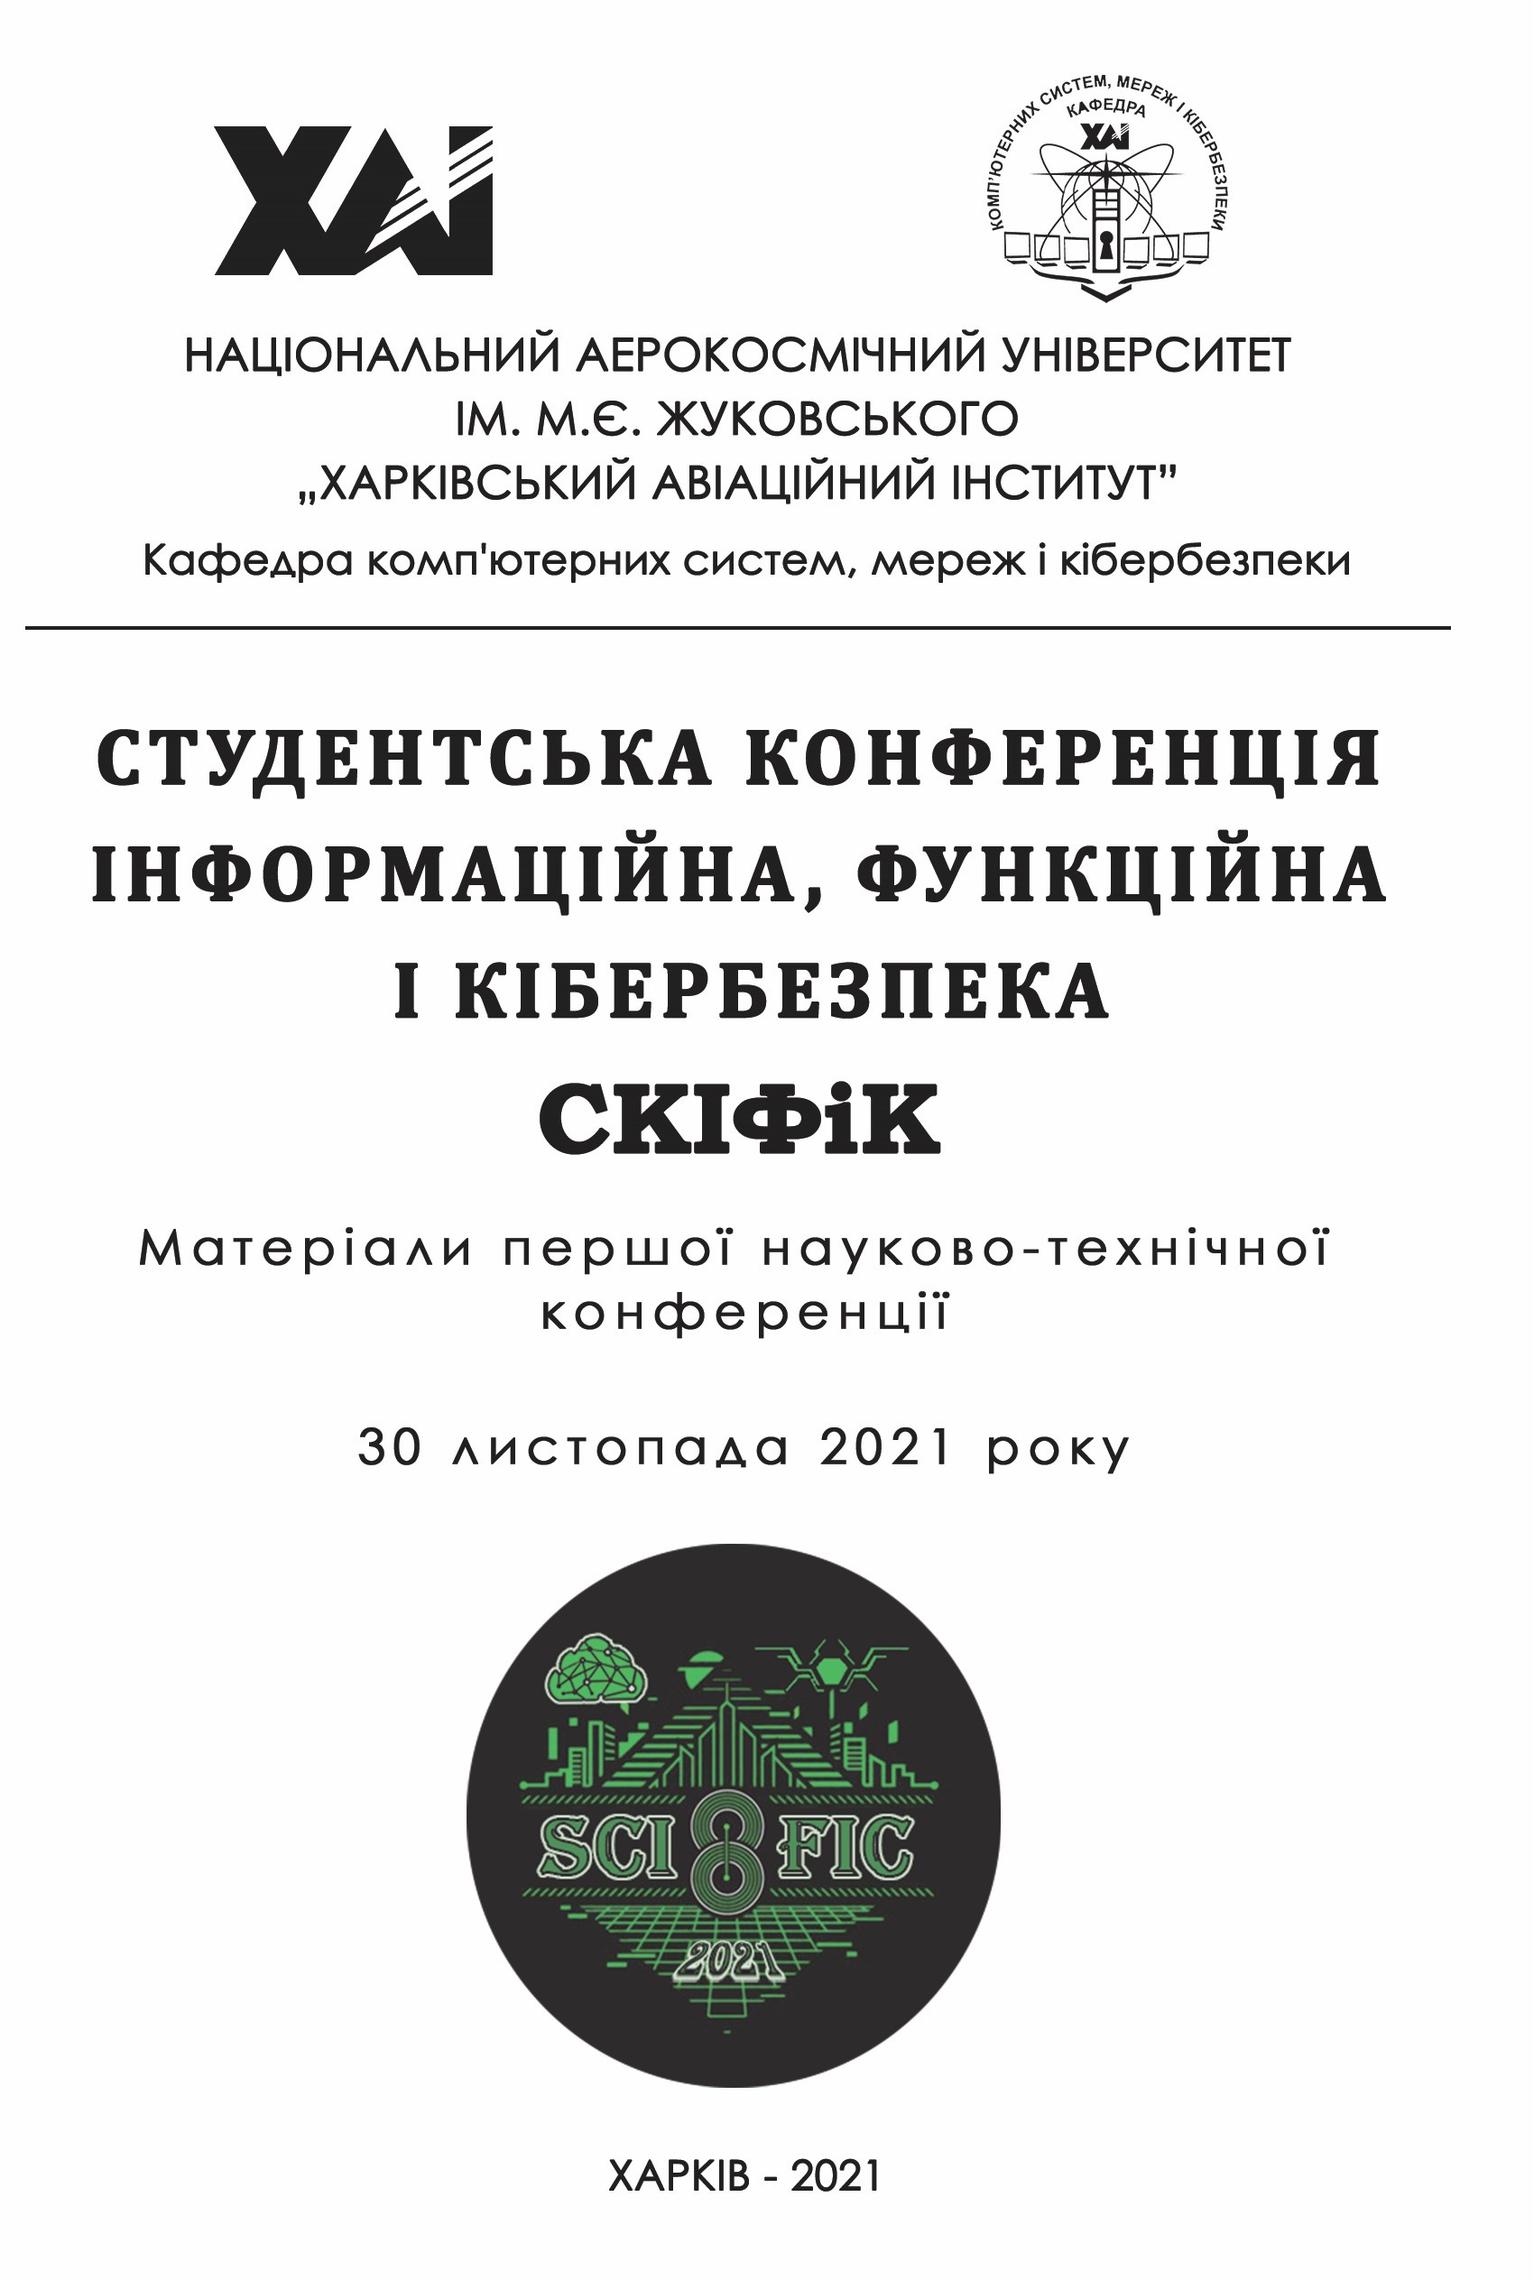 ХАІ
КОМП'ЮТЕРНИХ СИСТЕМ, МЕРЕЖ І КІБЕРБЕЗПЕКИ
КАФЕДРА
ХАІ
НАЦІОНАЛЬНИЙ АЕРОКОСМІЧНИЙ УНІВЕРСИТЕТ
ІМ. М.Є. ЖУКОВСЬКОГО
„ХАРКІВСЬКИЙ АВІАЦІЙНИЙ ІНСТИТУТ”
Кафедра комп'ютерних систем, мереж і кібербезпеки
СТУДЕНТСЬКА КОНФЕРЕНЦІЯ
ІНФОРМАЦІЙНА, ФУНКЦІЙНА
І КІБЕРБЕЗПЕКА
СКІФіК
Матеріали першої науково-технічної
конференції
30 листопада 2021 року
SCI 8 FIC
2021
ХАРКІВ - 2021